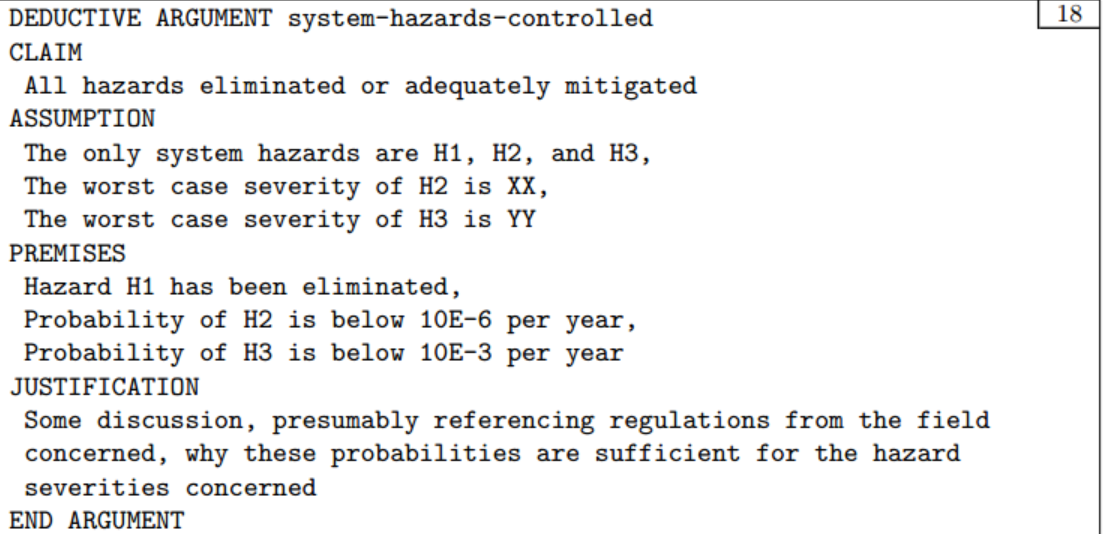 DEDUCTIVE ARGUMENT system-hazards-controlled 18
CLAIM
All hazards eliminated or adequately mitigated
ASSUMPTION
The only system hazards are H1, H2, and H3,
The worst case severity of H2 is XX,
The worst case severity of H3 is YY
PREMISES
Hazard H1 has been eliminated,
Probability of H2 is below 10E-6 per year,
Probability of H3 is below 10E-3 per year
JUSTIFICATION
Some discussion, presumably referencing regulations from the field
concerned, why these probabilities are sufficient for the hazard
severities concerned
END ARGUMENT